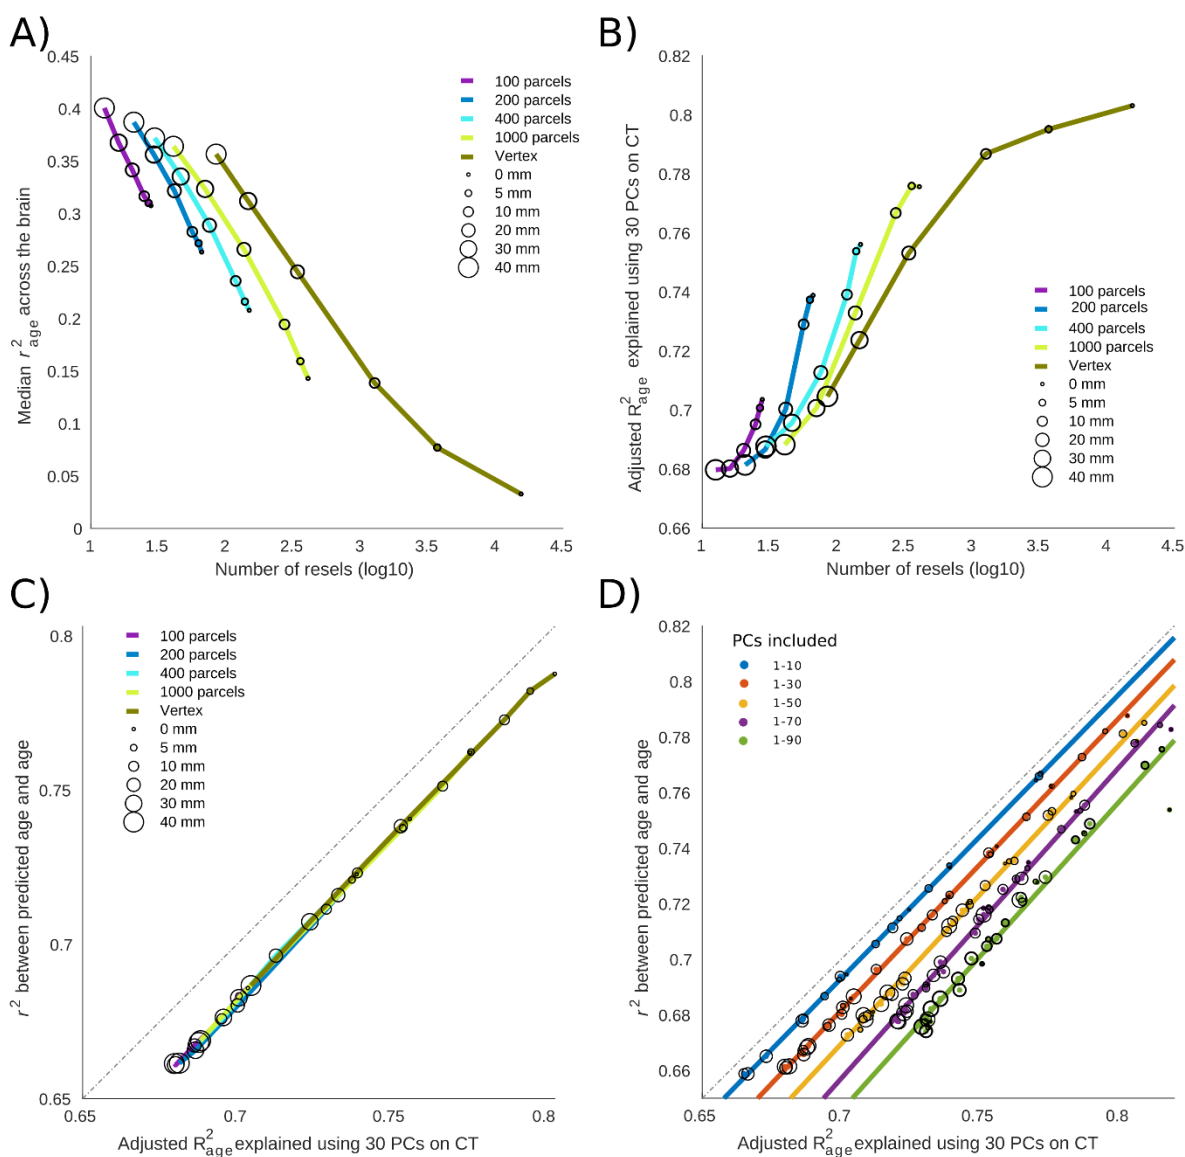 A)
0.45
0.4
0.35
0.3
0.25
0.2
0.15
0.1
0.05
0
1
1.5
2
2.5
3
3.5
4
4.5
Median r²age across the brain
Number of resels (log10)
100 parcels
200 parcels
400 parcels
1000 parcels
Vertex
0 mm
5 mm
10 mm
20 mm
30 mm
40 mm
B)
0.82
0.8
0.78
0.76
0.74
0.72
0.7
0.68
0.66
1
1.5
2
2.5
3
3.5
4
4.5
Adjusted R²age explained using 30 PCs on CT
Number of resels (log10)
100 parcels
200 parcels
400 parcels
1000 parcels
Vertex
0 mm
5 mm
10 mm
20 mm
30 mm
40 mm
C)
0.8
0.75
0.7
0.65
0.65
0.7
0.75
0.8
r² between predicted age and age
Adjusted R²age explained using 30 PCs on CT
100 parcels
200 parcels
400 parcels
1000 parcels
Vertex
0 mm
5 mm
10 mm
20 mm
30 mm
40 mm
D)
0.82
0.8
0.78
0.76
0.74
0.72
0.7
0.68
0.66
0.65
0.7
0.75
0.8
r² between predicted age and age
Adjusted R²age explained using 30 PCs on CT
PCs included
1-10
1-30
1-50
1-70
1-90